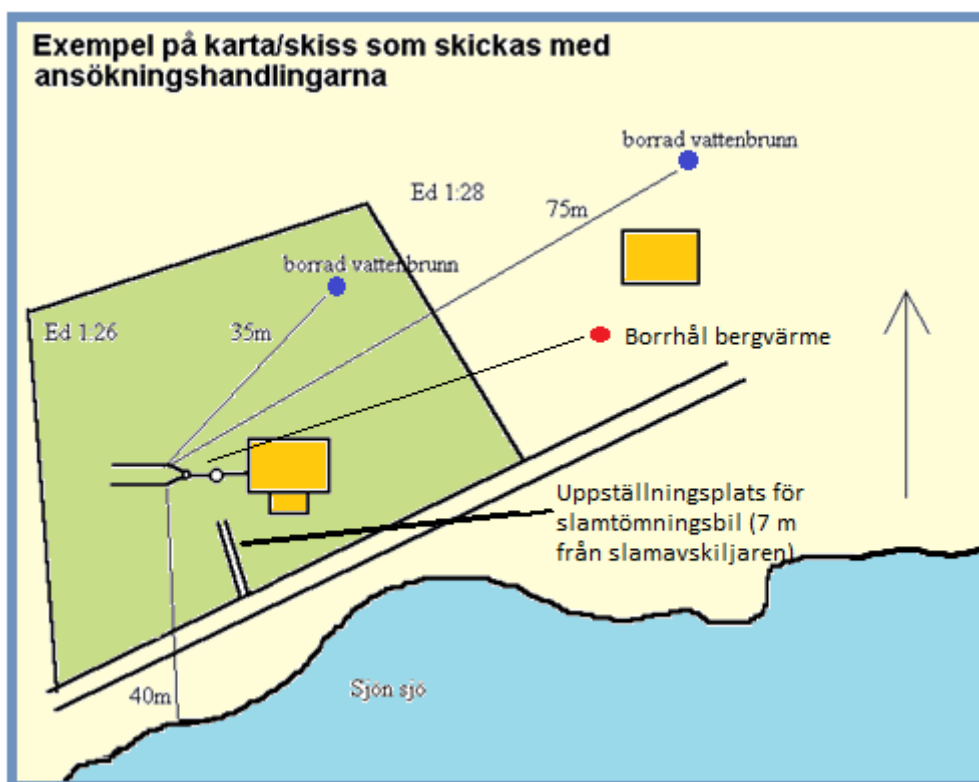 Exempel på karta/skiss som skickas med
ansökningshandlingarna
borrad vattenbrunn
Ed 1:28
75m
borrad vattenbrunn
Ed 1:26
35m
Borrhål bergvärme
Uppställningsplats för
slamtömningsbil (7 m
från slamavskiljaren)
Sjön sjö
40m